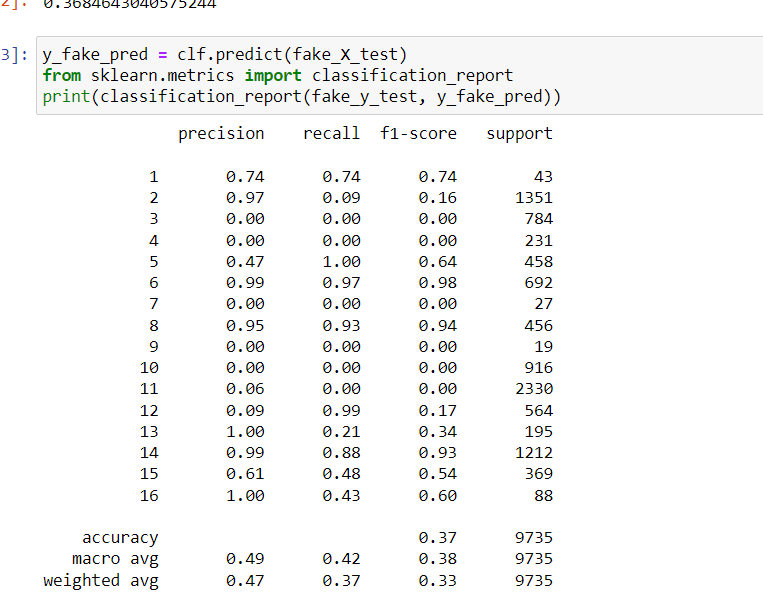 2]: 0.3684643040575244
3]: y_fake_pred = clf.predict(fake_X_test)
from sklearn.metrics import classification_report
print(classification_report(fake_y_test, y_fake_pred))
precision recall f1-score support
1 0.74 0.74 0.74 43
2 0.97 0.09 0.16 1351
3 0.00 0.00 0.00 784
4 0.00 0.00 0.00 231
5 0.47 1.00 0.64 458
6 0.99 0.97 0.98 692
7 0.00 0.00 0.00 27
8 0.95 0.93 0.94 456
9 0.00 0.00 0.00 19
10 0.00 0.00 0.00 916
11 0.06 0.00 0.00 2330
12 0.09 0.99 0.17 564
13 1.00 0.21 0.34 195
14 0.99 0.88 0.93 1212
15 0.61 0.48 0.54 369
16 1.00 0.43 0.60 88
accuracy 0.37 9735
macro avg 0.49 0.42 0.38 9735
weighted avg 0.47 0.37 0.33 9735